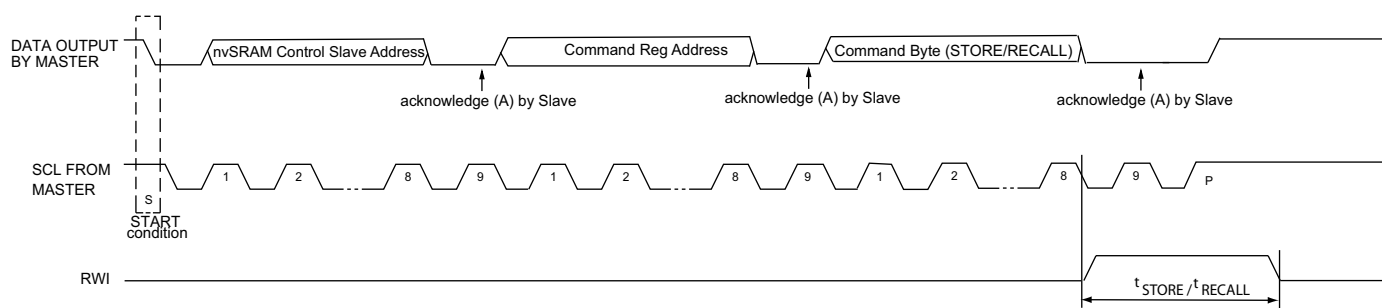 DATA OUTPUT
BY MASTER
nvSRAM Control Slave Address
Command Reg Address
Command Byte (STORE/RECALL)
acknowledge (A) by Slave
acknowledge (A) by Slave
acknowledge (A) by Slave
SCL FROM
MASTER
S
1
2
8
9
1
2
8
9
1
2
8
9
P
START
condition
RWI
t STORE / t RECALL